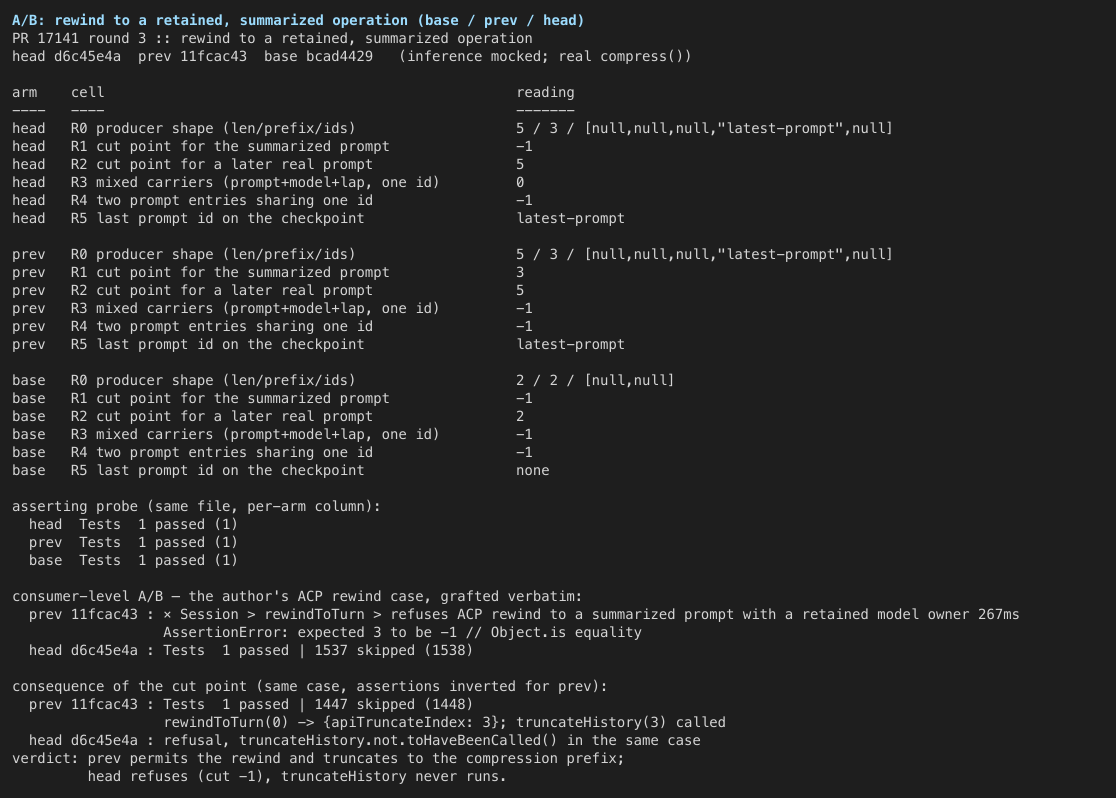 A/B: rewind to a retained, summarized operation (base / prev / head)
PR 17141 round 3 :: rewind to a retained, summarized operation
head d6c45e4a  prev 11fcac43  base bcad4429   (inference mocked; real compress())

arm   cell                                                 reading
----  ----                                                 -------
head  R0 producer shape (len/prefix/ids)                   5 / 3 / [null,null,null,"latest-prompt",null]
head  R1 cut point for the summarized prompt               -1
head  R2 cut point for a later real prompt                 5
head  R3 mixed carriers (prompt+model+lap, one id)         0
head  R4 two prompt entries sharing one id                 -1
head  R5 last prompt id on the checkpoint                  latest-prompt

prev  R0 producer shape (len/prefix/ids)                   5 / 3 / [null,null,null,"latest-prompt",null]
prev  R1 cut point for the summarized prompt               3
prev  R2 cut point for a later real prompt                 5
prev  R3 mixed carriers (prompt+model+lap, one id)         -1
prev  R4 two prompt entries sharing one id                 -1
prev  R5 last prompt id on the checkpoint                  latest-prompt

base  R0 producer shape (len/prefix/ids)                   2 / 2 / [null,null]
base  R1 cut point for the summarized prompt               -1
base  R2 cut point for a later real prompt                 2
base  R3 mixed carriers (prompt+model+lap, one id)         -1
base  R4 two prompt entries sharing one id                 -1
base  R5 last prompt id on the checkpoint                  none

asserting probe (same file, per-arm column):
  head  Tests  1 passed (1)
  prev  Tests  1 passed (1)
  base  Tests  1 passed (1)

consumer-level A/B — the author's ACP rewind case, grafted verbatim:
  prev 11fcac43 : × Session > rewindToTurn > refuses ACP rewind to a summarized prompt with a retained model owner 267ms
                  AssertionError: expected 3 to be -1 // Object.is equality
  head d6c45e4a : Tests  1 passed | 1537 skipped (1538)

consequence of the cut point (same case, assertions inverted for prev):
  prev 11fcac43 : Tests  1 passed | 1447 skipped (1448)
                  rewindToTurn(0) -> {apiTruncateIndex: 3}; truncateHistory(3) called
  head d6c45e4a : refusal, truncateHistory.not.toHaveBeenCalled() in the same case
verdict: prev permits the rewind and truncates to the compression prefix;
         head refuses (cut -1), truncateHistory never runs.